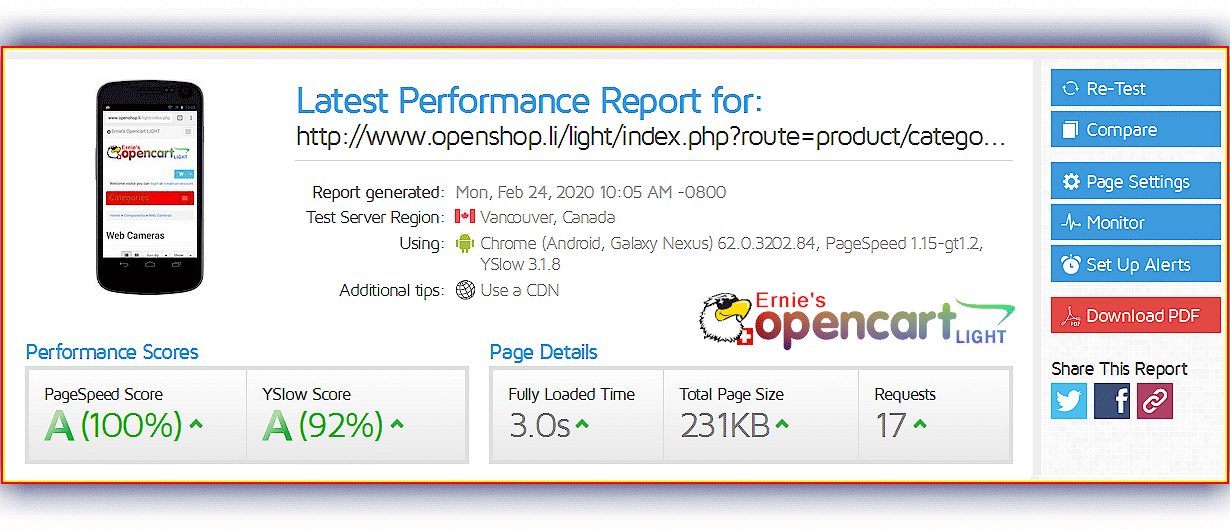 Latest Performance Report for:
http://www.openshop.li/light/index.php?route=product/catego...
Report generated: Mon, Feb 24, 2020 10:05 AM -0800
Test Server Region: Vancouver, Canada
Using: Chrome (Android, Galaxy Nexus) 62.0.3202.84, PageSpeed 1.15-gt1.2,
YSlow 3.1.8
Additional tips: Use a CDN
www.openshop.li/light/index.php
Ernie's Opencart LIGHT
Ernie's
opencart LIGHT
Welcome visitor you can login or create an account.
Categories
Home » Components » Web Cameras
Web Cameras
Sort By
Show
Ernie's
opencart LIGHT
Performance Scores
PageSpeed Score
A (100%)
YSlow Score
A (92%)
Page Details
Fully Loaded Time
3.0s
Total Page Size
231KB
Requests
17
Re-Test
Compare
Page Settings
Monitor
Set Up Alerts
PDF
Download PDF
Share This Report